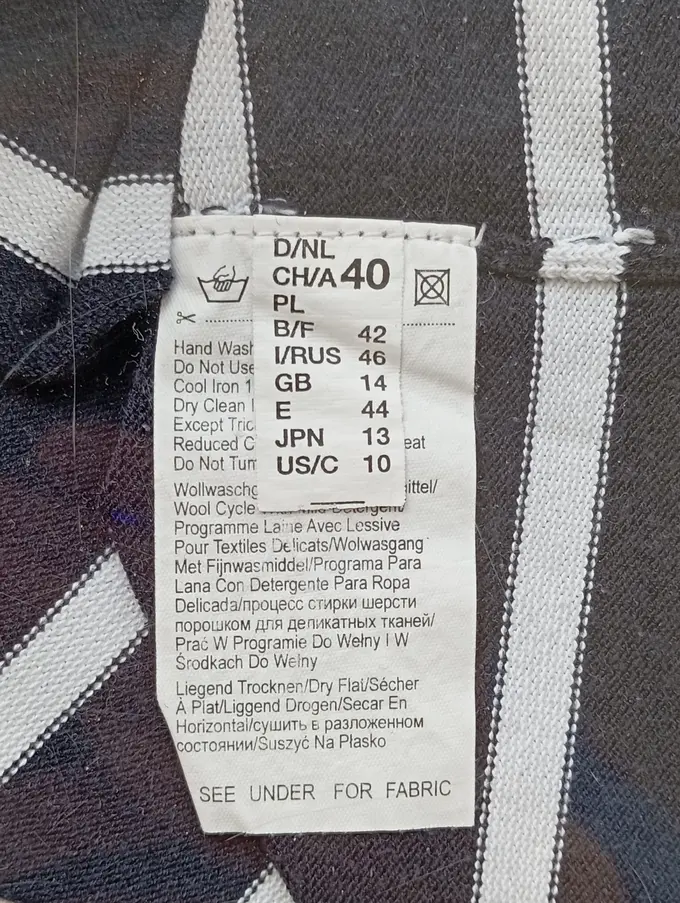 D/NL
CH/A 40
PL
B/F 42
I/RUS 46
GB 14
E 44
JPN 13
US/C 10
Hand Wash
Do Not Use
Cool Iron
Dry Clean
Except
Reduced eat
Do Not
Wool Cycle
Programme Laine Avec Lessive
Pour Textiles Delicats/Wolwasgang
Met Fijnwasmiddel/Programa Para
Lana Con Detergente Para Ropa
Delicada/процесс стирки шерсти
порошком для деликатных тканей/
Prać W Programie Do Wełny I W
Środkach Do Wełny
Liegend Trocknen/Dry Flat/Sécher
À Plat/Liggend Drogen/Secar En
Horizontal/сушить в разложенном
состоянии/Suszyć Na Płasko
SEE UNDER FOR FABRIC